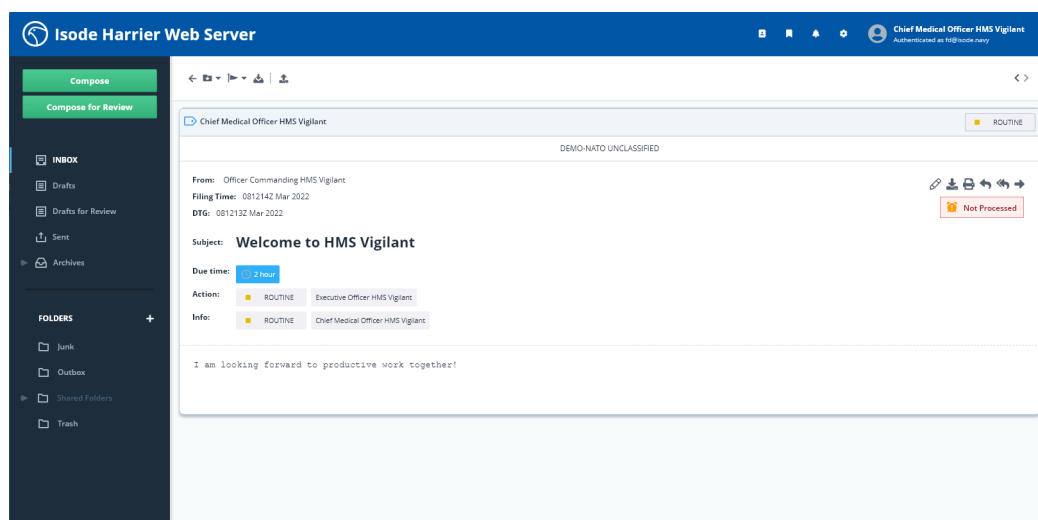 Isode Harrier Web Server
Chief Medical Officer HMS Vigilant
Authenticated as fd@isode.navy
Compose
Compose for Review
INBOX
Drafts
Drafts for Review
Sent
Archives
FOLDERS +
Junk
Outbox
Shared Folders
Trash
Chief Medical Officer HMS Vigilant
ROUTINE
DEMO-NATO UNCLASSIFIED
From: Officer Commanding HMS Vigilant
Filing Time: 081214Z Mar 2022
DTG: 081213Z Mar 2022
Not Processed
Subject: Welcome to HMS Vigilant
Due time: 2 hour
Action: ROUTINE Executive Officer HMS Vigilant
Info: ROUTINE Chief Medical Officer HMS Vigilant
I am looking forward to productive work together!